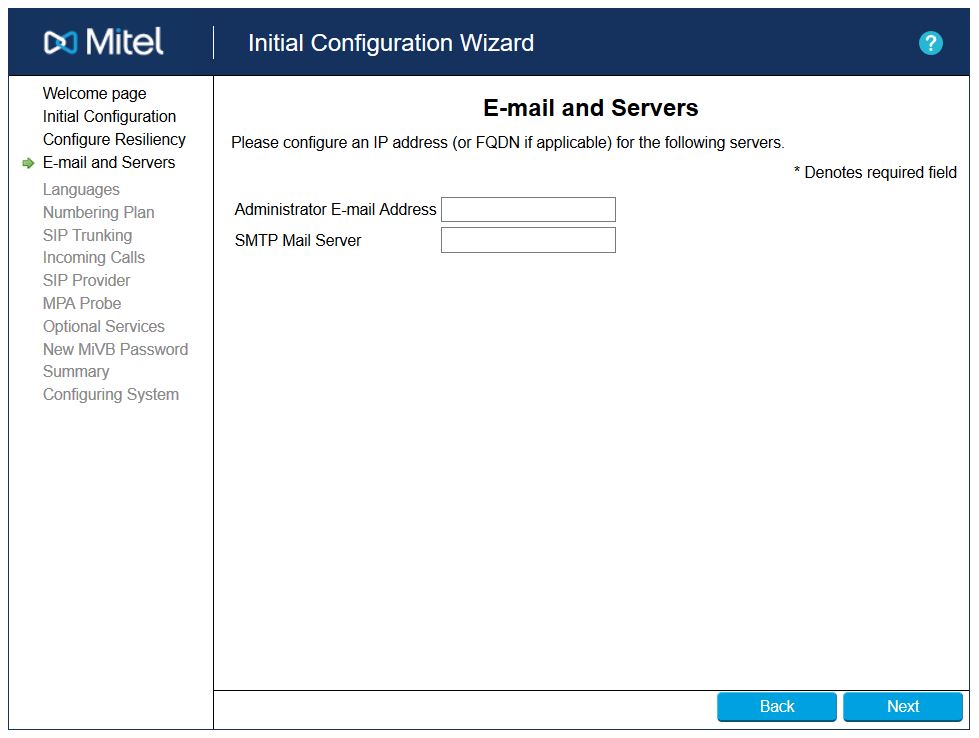 Mitel
Initial Configuration Wizard
?
Welcome page
Initial Configuration
Configure Resiliency
E-mail and Servers
Languages
Numbering Plan
SIP Trunking
Incoming Calls
SIP Provider
MPA Probe
Optional Services
New MiVB Password
Summary
Configuring System
E-mail and Servers
Please configure an IP address (or FQDN if applicable) for the following servers.
* Denotes required field
Administrator E-mail Address
SMTP Mail Server
Back
Next